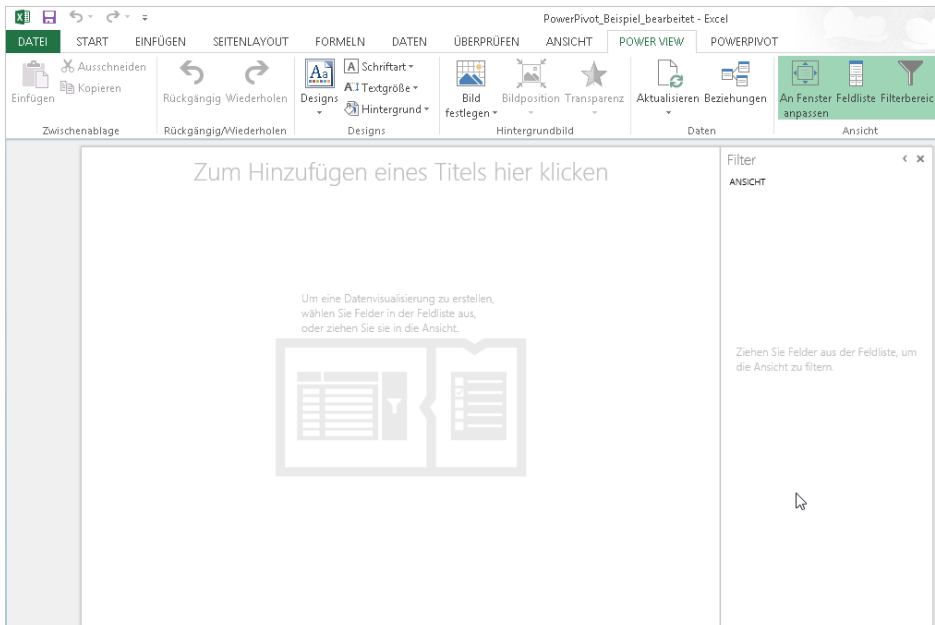 PowerPivot_Beispiel_bearbeitet - Excel
DATEI START EINFÜGEN SEITENLAYOUT FORMELN DATEN ÜBERPRÜFEN ANSICHT POWER VIEW POWERPIVOT
Einfügen
Ausschneiden
Kopieren
Zwischenablage
Rückgängig Wiederholen
Rückgängig/Wiederholen
Designs
Schriftart
Textgröße
Hintergrund
Designs
Bild
festlegen
Bildposition Transparenz
Hintergrundbild
Aktualisieren Beziehungen
Daten
An Fenster
anpassen
Feldliste Filterbereic
Ansicht
Zum Hinzufügen eines Titels hier klicken
Um eine Datenvisualisierung zu erstellen,
wählen Sie Felder in der Feldliste aus,
oder ziehen Sie sie in die Ansicht.
Filter
ANSICHT
Ziehen Sie Felder aus der Feldliste, um
die Ansicht zu filtern.